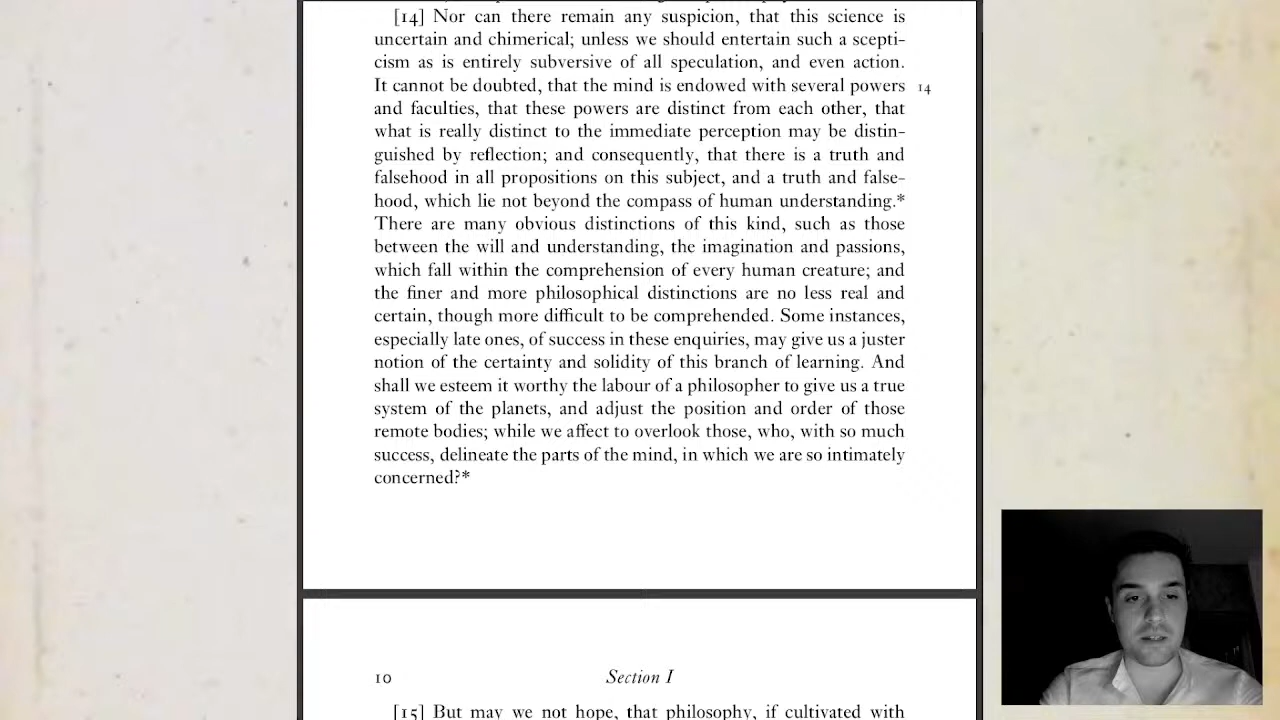 [14] Nor can there remain any suspicion, that this science is
uncertain and chimerical; unless we should entertain such a scepti-
cism as is entirely subversive of all speculation, and even action.
It cannot be doubted, that the mind is endowed with several powers 14
and faculties, that these powers are distinct from each other, that
what is really distinct to the immediate perception may be distin-
guished by reflection; and consequently, that there is a truth and
falsehood in all propositions on this subject, and a truth and false-
hood, which lie not beyond the compass of human understanding.*
There are many obvious distinctions of this kind, such as those
between the will and understanding, the imagination and passions,
which fall within the comprehension of every human creature; and
the finer and more philosophical distinctions are no less real and
certain, though more difficult to be comprehended. Some instances,
especially late ones, of success in these enquiries, may give us a juster
notion of the certainty and solidity of this branch of learning. And
shall we esteem it worthy the labour of a philosopher to give us a true
system of the planets, and adjust the position and order of those
remote bodies; while we affect to overlook those, who, with so much
success, delineate the parts of the mind, in which we are so intimately
concerned?*
10 Section I
[15] But may we not hope, that philosophy, if cultivated with